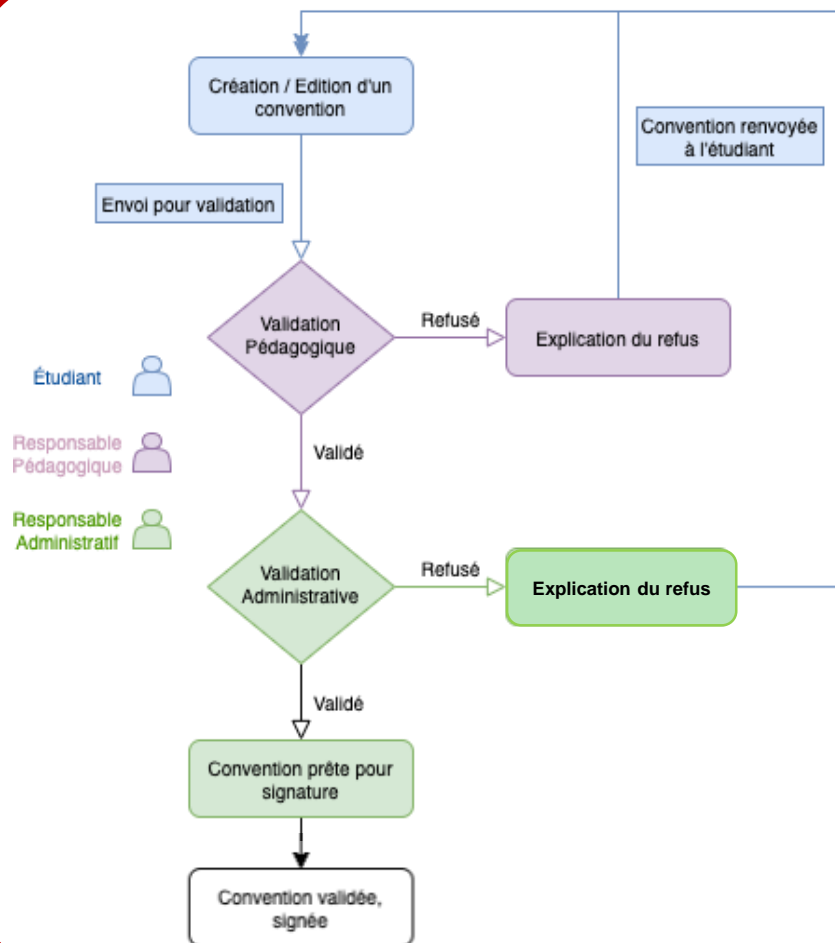 Création / Edition d'un
convention
Convention renvoyée
à l'étudiant
Envoi pour validation
Validation
Pédagogique
Refusé
Explication du refus
Étudiant
Validé
Responsable
Pédagogique
Responsable
Administratif
Validation
Administrative
Refusé
Explication du refus
Validé
Convention prête pour
signature
Convention validée,
signée